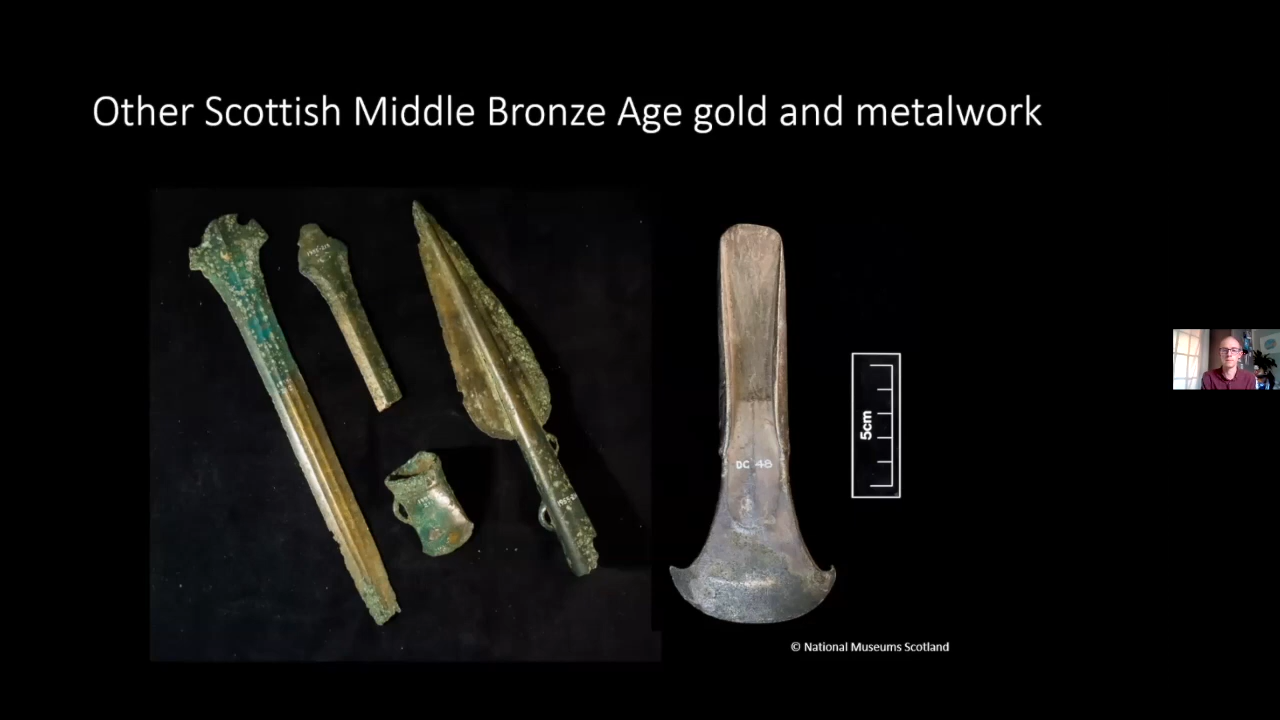 Other Scottish Middle Bronze Age gold and metalwork
DC 48
5cm
© National Museums Scotland